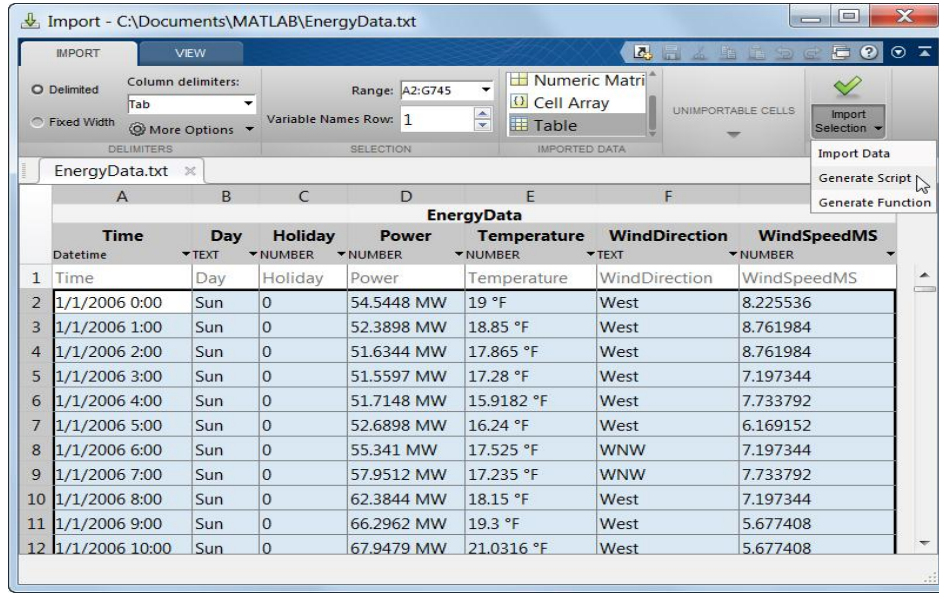 Import - C:\Documents\MATLAB\EnergyData.txt
IMPORT VIEW
Delimited
Fixed Width
Column delimiters:
Tab
More Options
DELIMITERS
Range: A2:G745
Variable Names Row: 1
SELECTION
Numeric Matri
Cell Array
Table
IMPORTED DATA
UNIMPORTABLE CELLS
Import
Selection
Import Data
Generate Script
Generate Function
EnergyData.txt
A B C D E F
EnergyData
Time Day Holiday Power Temperature WindDirection WindSpeedMS
Datetime TEXT NUMBER NUMBER NUMBER TEXT NUMBER
1 Time Day Holiday Power Temperature WindDirection WindSpeedMS
2 1/1/2006 0:00 Sun 0 54.5448 MW 19 °F West 8.225536
3 1/1/2006 1:00 Sun 0 52.3898 MW 18.85 °F West 8.761984
4 1/1/2006 2:00 Sun 0 51.6344 MW 17.865 °F West 8.761984
5 1/1/2006 3:00 Sun 0 51.5597 MW 17.28 °F West 7.197344
6 1/1/2006 4:00 Sun 0 51.7148 MW 15.9182 °F West 7.733792
7 1/1/2006 5:00 Sun 0 52.6898 MW 16.24 °F West 6.169152
8 1/1/2006 6:00 Sun 0 55.341 MW 17.525 °F WNW 7.197344
9 1/1/2006 7:00 Sun 0 57.9512 MW 17.235 °F WNW 7.733792
10 1/1/2006 8:00 Sun 0 62.3844 MW 18.15 °F West 7.197344
11 1/1/2006 9:00 Sun 0 66.2962 MW 19.3 °F West 5.677408
12 1/1/2006 10:00 Sun 0 67.9479 MW 21.0316 °F West 5.677408